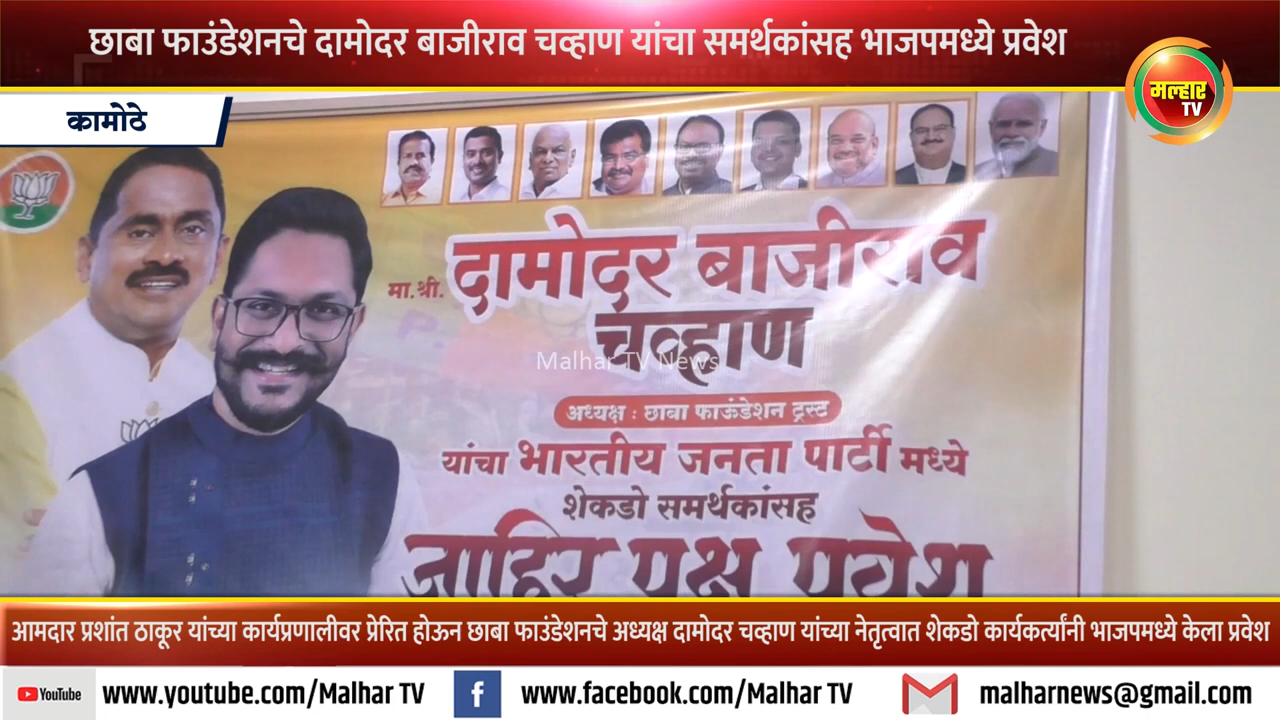 छाबा फाउंडेशनचे दामोदर बाजीराव चव्हाण यांचा समर्थकांसह भाजपमध्ये प्रवेश
मल्हार
TV
कामोठे
मा.श्री. दामोदर बाजीराव
चव्हाण
Malhar TV News
अध्यक्ष : छाबा फाऊंडेशन ट्रस्ट
यांचा भारतीय जनता पार्टी मध्ये
शेकडो समर्थकांसह
जाहिर पक्ष प्रवेश
आमदार प्रशांत ठाकूर यांच्या कार्यप्रणालीवर प्रेरित होऊन छाबा फाउंडेशनचे अध्यक्ष दामोदर चव्हाण यांच्या नेतृत्वात शेकडो कार्यकर्त्यांनी भाजपमध्ये केला प्रवेश
YouTube www.youtube.com/Malhar TV f www.facebook.com/Malhar TV malharnews@gmail.com